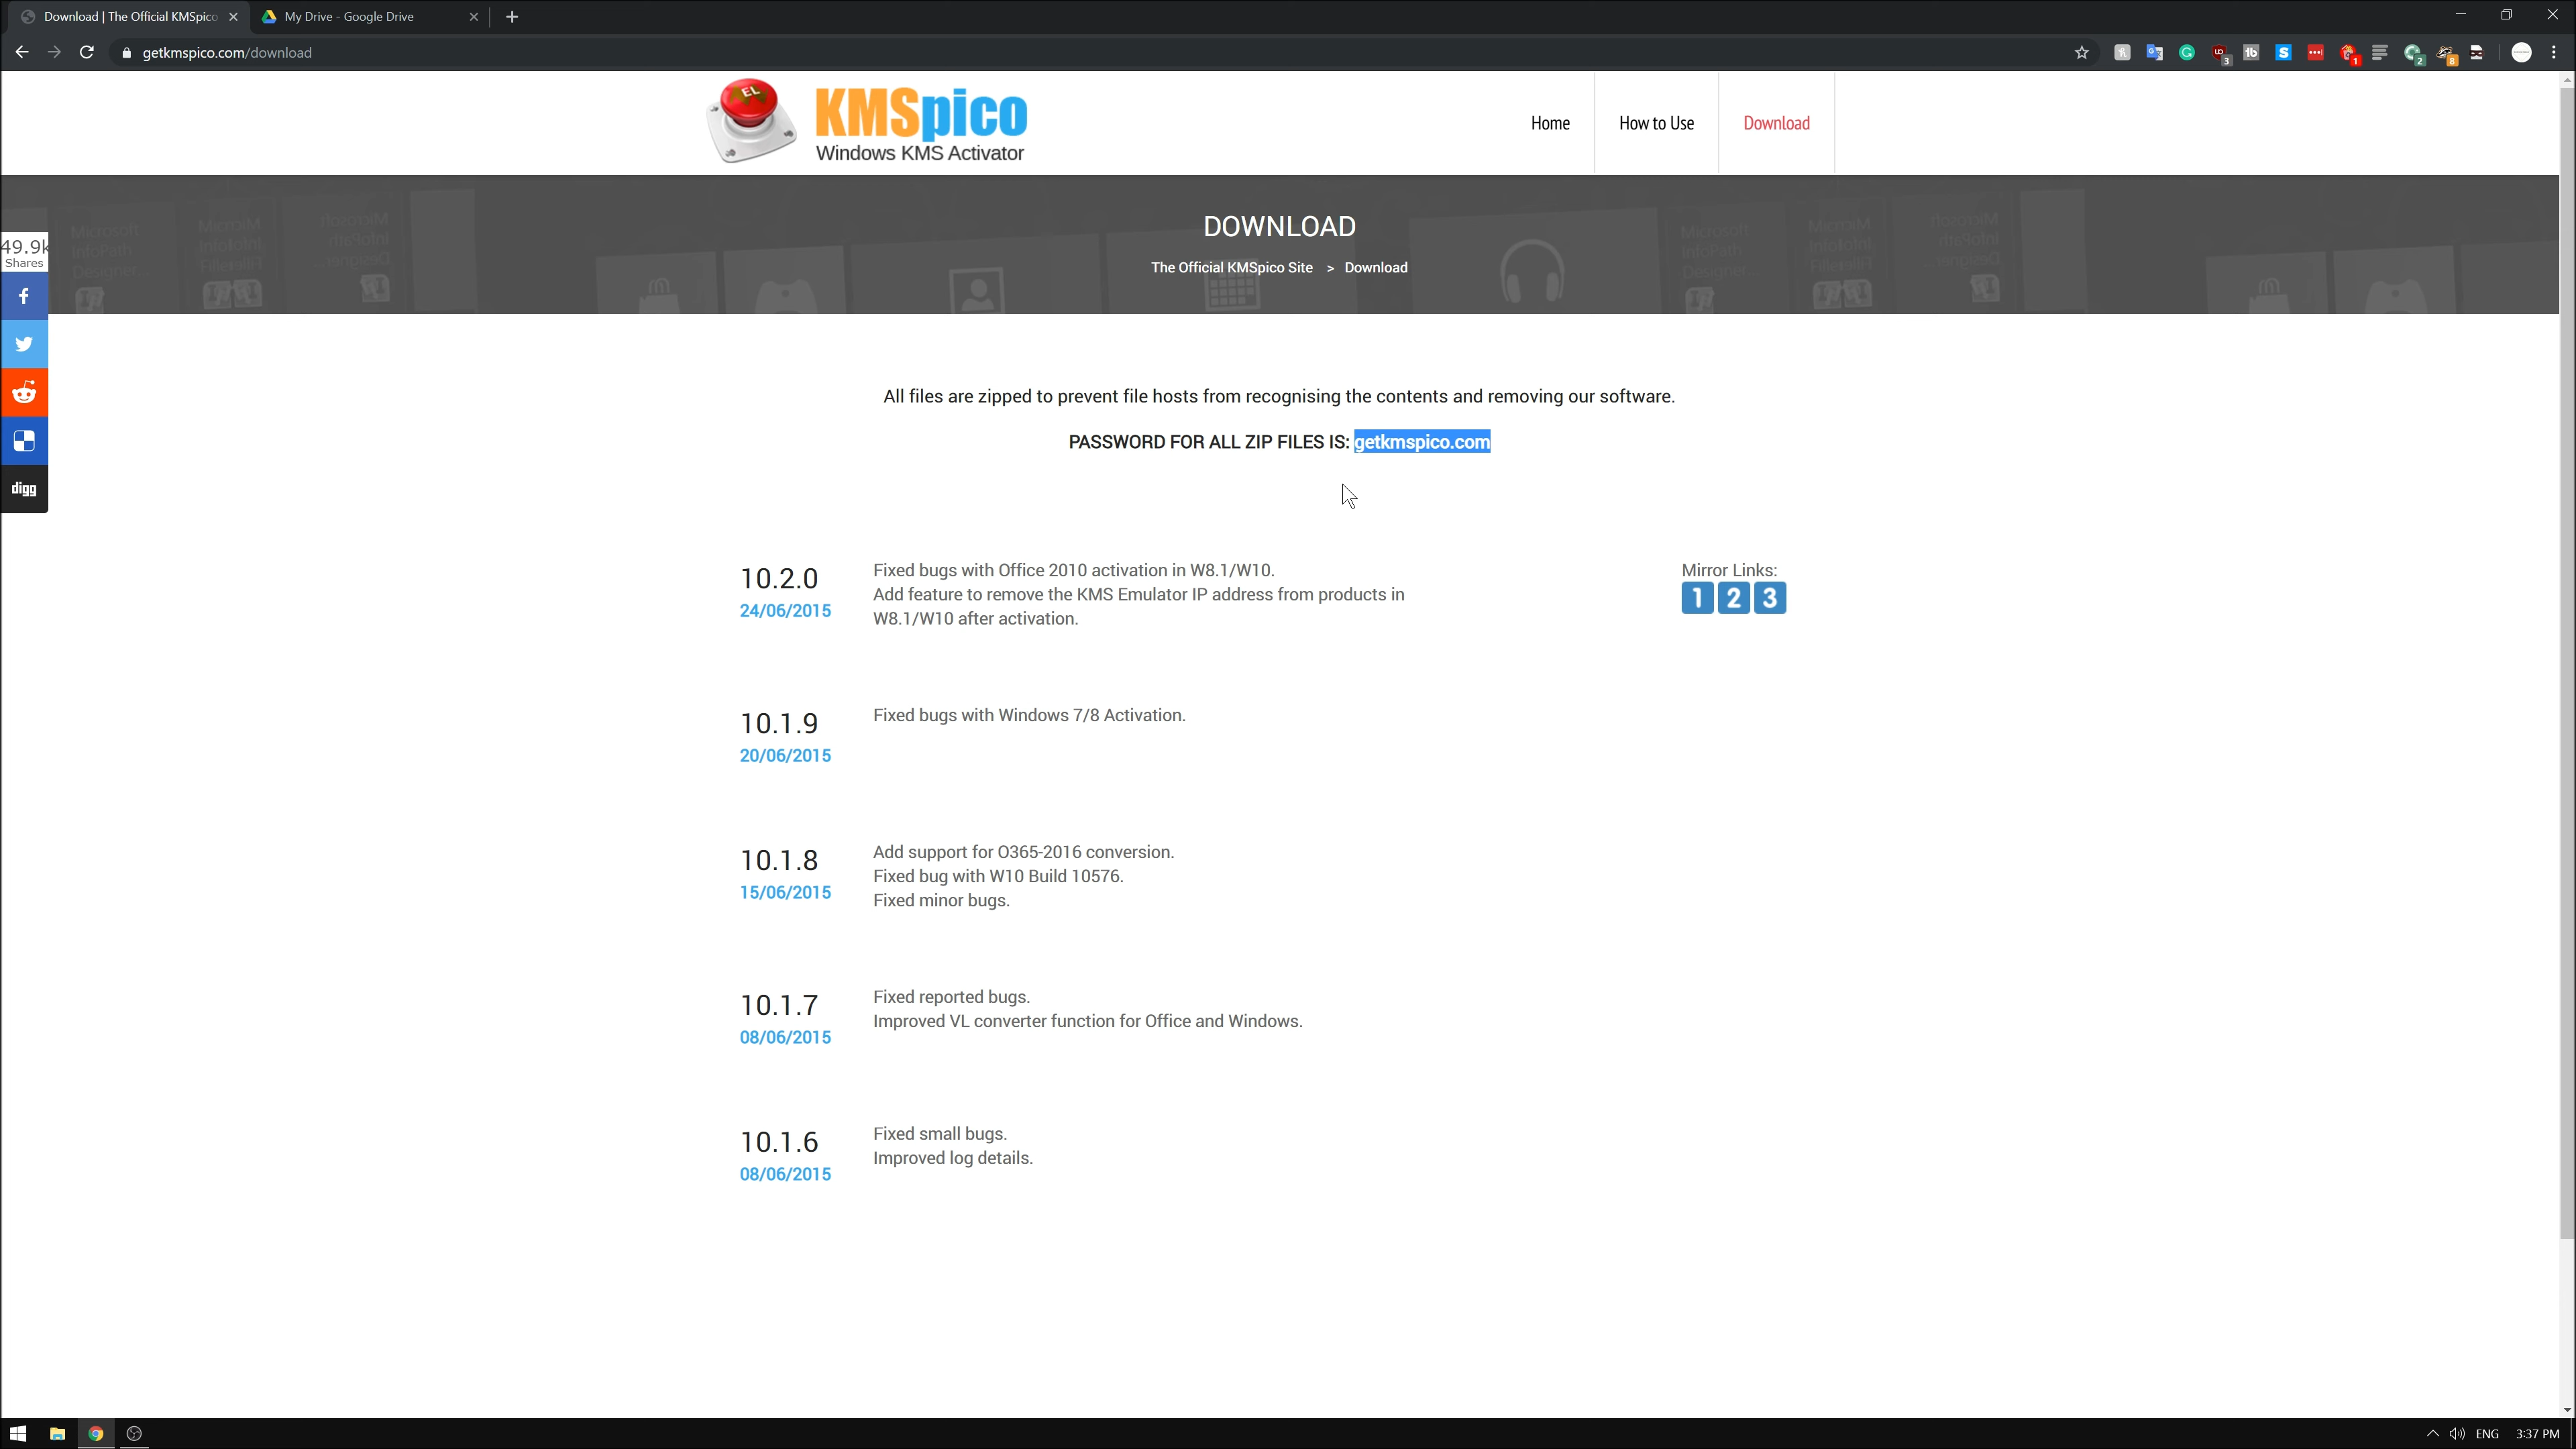 Download | The Official KMSpico
My Drive - Google Drive
getkmspico.com/download
3
1
2
8
EL
KMSpico
Windows KMS Activator
Home
How to Use
Download
DOWNLOAD
The Official KMSpico Site > Download
49.9k
Shares
digg
All files are zipped to prevent file hosts from recognising the contents and removing our software.
PASSWORD FOR ALL ZIP FILES IS: getkmspico.com
10.2.0
24/06/2015
Fixed bugs with Office 2010 activation in W8.1/W10.
Add feature to remove the KMS Emulator IP address from products in
W8.1/W10 after activation.
Mirror Links:
1 2 3
10.1.9
20/06/2015
Fixed bugs with Windows 7/8 Activation.
10.1.8
15/06/2015
Add support for O365-2016 conversion.
Fixed bug with W10 Build 10576.
Fixed minor bugs.
10.1.7
08/06/2015
Fixed reported bugs.
Improved VL converter function for Office and Windows.
10.1.6
08/06/2015
Fixed small bugs.
Improved log details.
ENG
3:37 PM